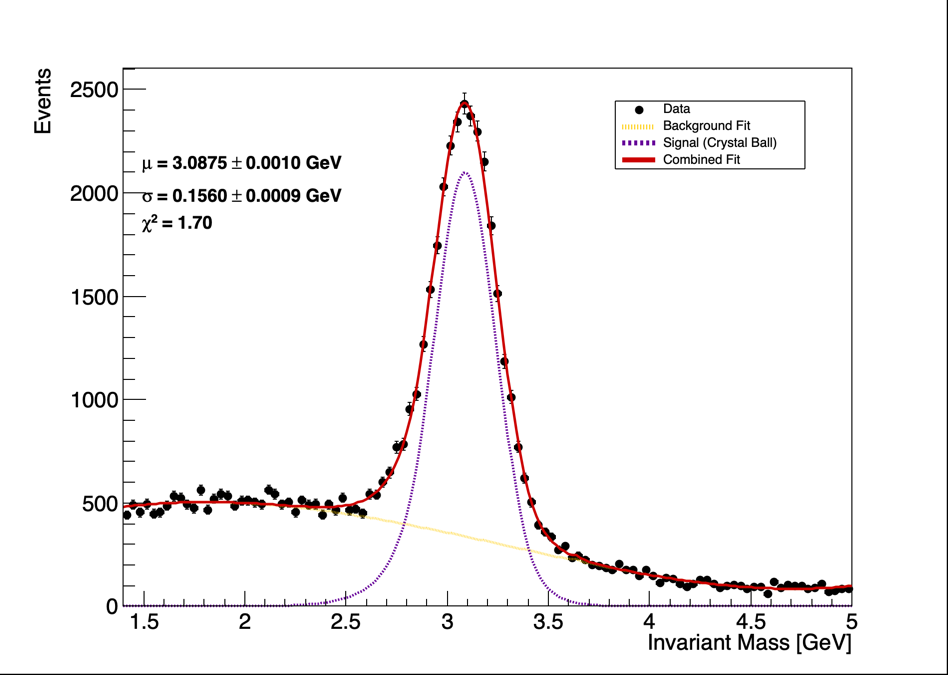 Events
2500
2000
1500
1000
500
0
μ = 3.0875 ± 0.0010 GeV
σ = 0.1560 ± 0.0009 GeV
χ² = 1.70
Data
Background Fit
Signal (Crystal Ball)
Combined Fit
1.5 2 2.5 3 3.5 4 4.5 5
Invariant Mass [GeV]